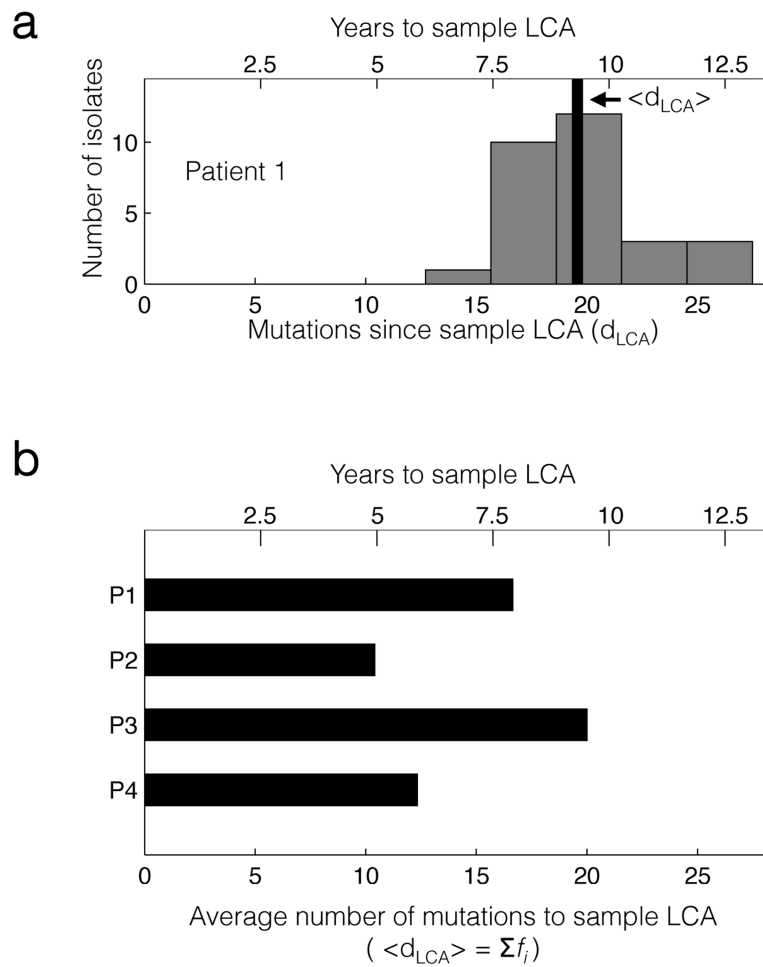 a
Years to sample LCA
2.5 5 7.5 10 12.5
<dLCA>
Patient 1
Number of isolates
10
5
0
0 5 10 15 20 25
Mutations since sample LCA (dLCA)
b
Years to sample LCA
2.5 5 7.5 10 12.5
P1
P2
P3
P4
0 5 10 15 20 25
Average number of mutations to sample LCA
( <dLCA> = Σfi)